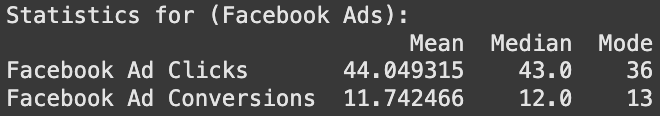 Statistics for (Facebook Ads):
Mean Median Mode
Facebook Ad Clicks 44.049315 43.0 36
Facebook Ad Conversions 11.742466 12.0 13